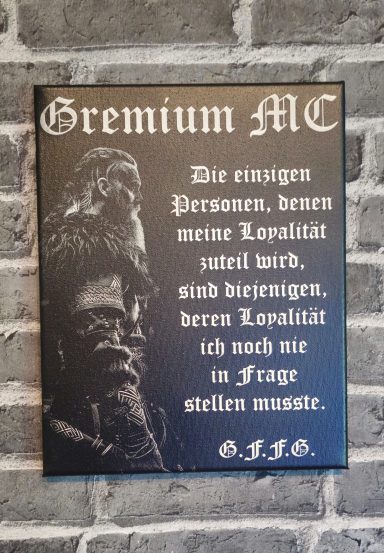 Gremium MC
Die einzigen
Personen, denen
meine Loyalität
zuteil wird,
sind diejenigen,
deren Loyalität
ich noch nie
in Frage
stellen musste.
G.F.F.G.